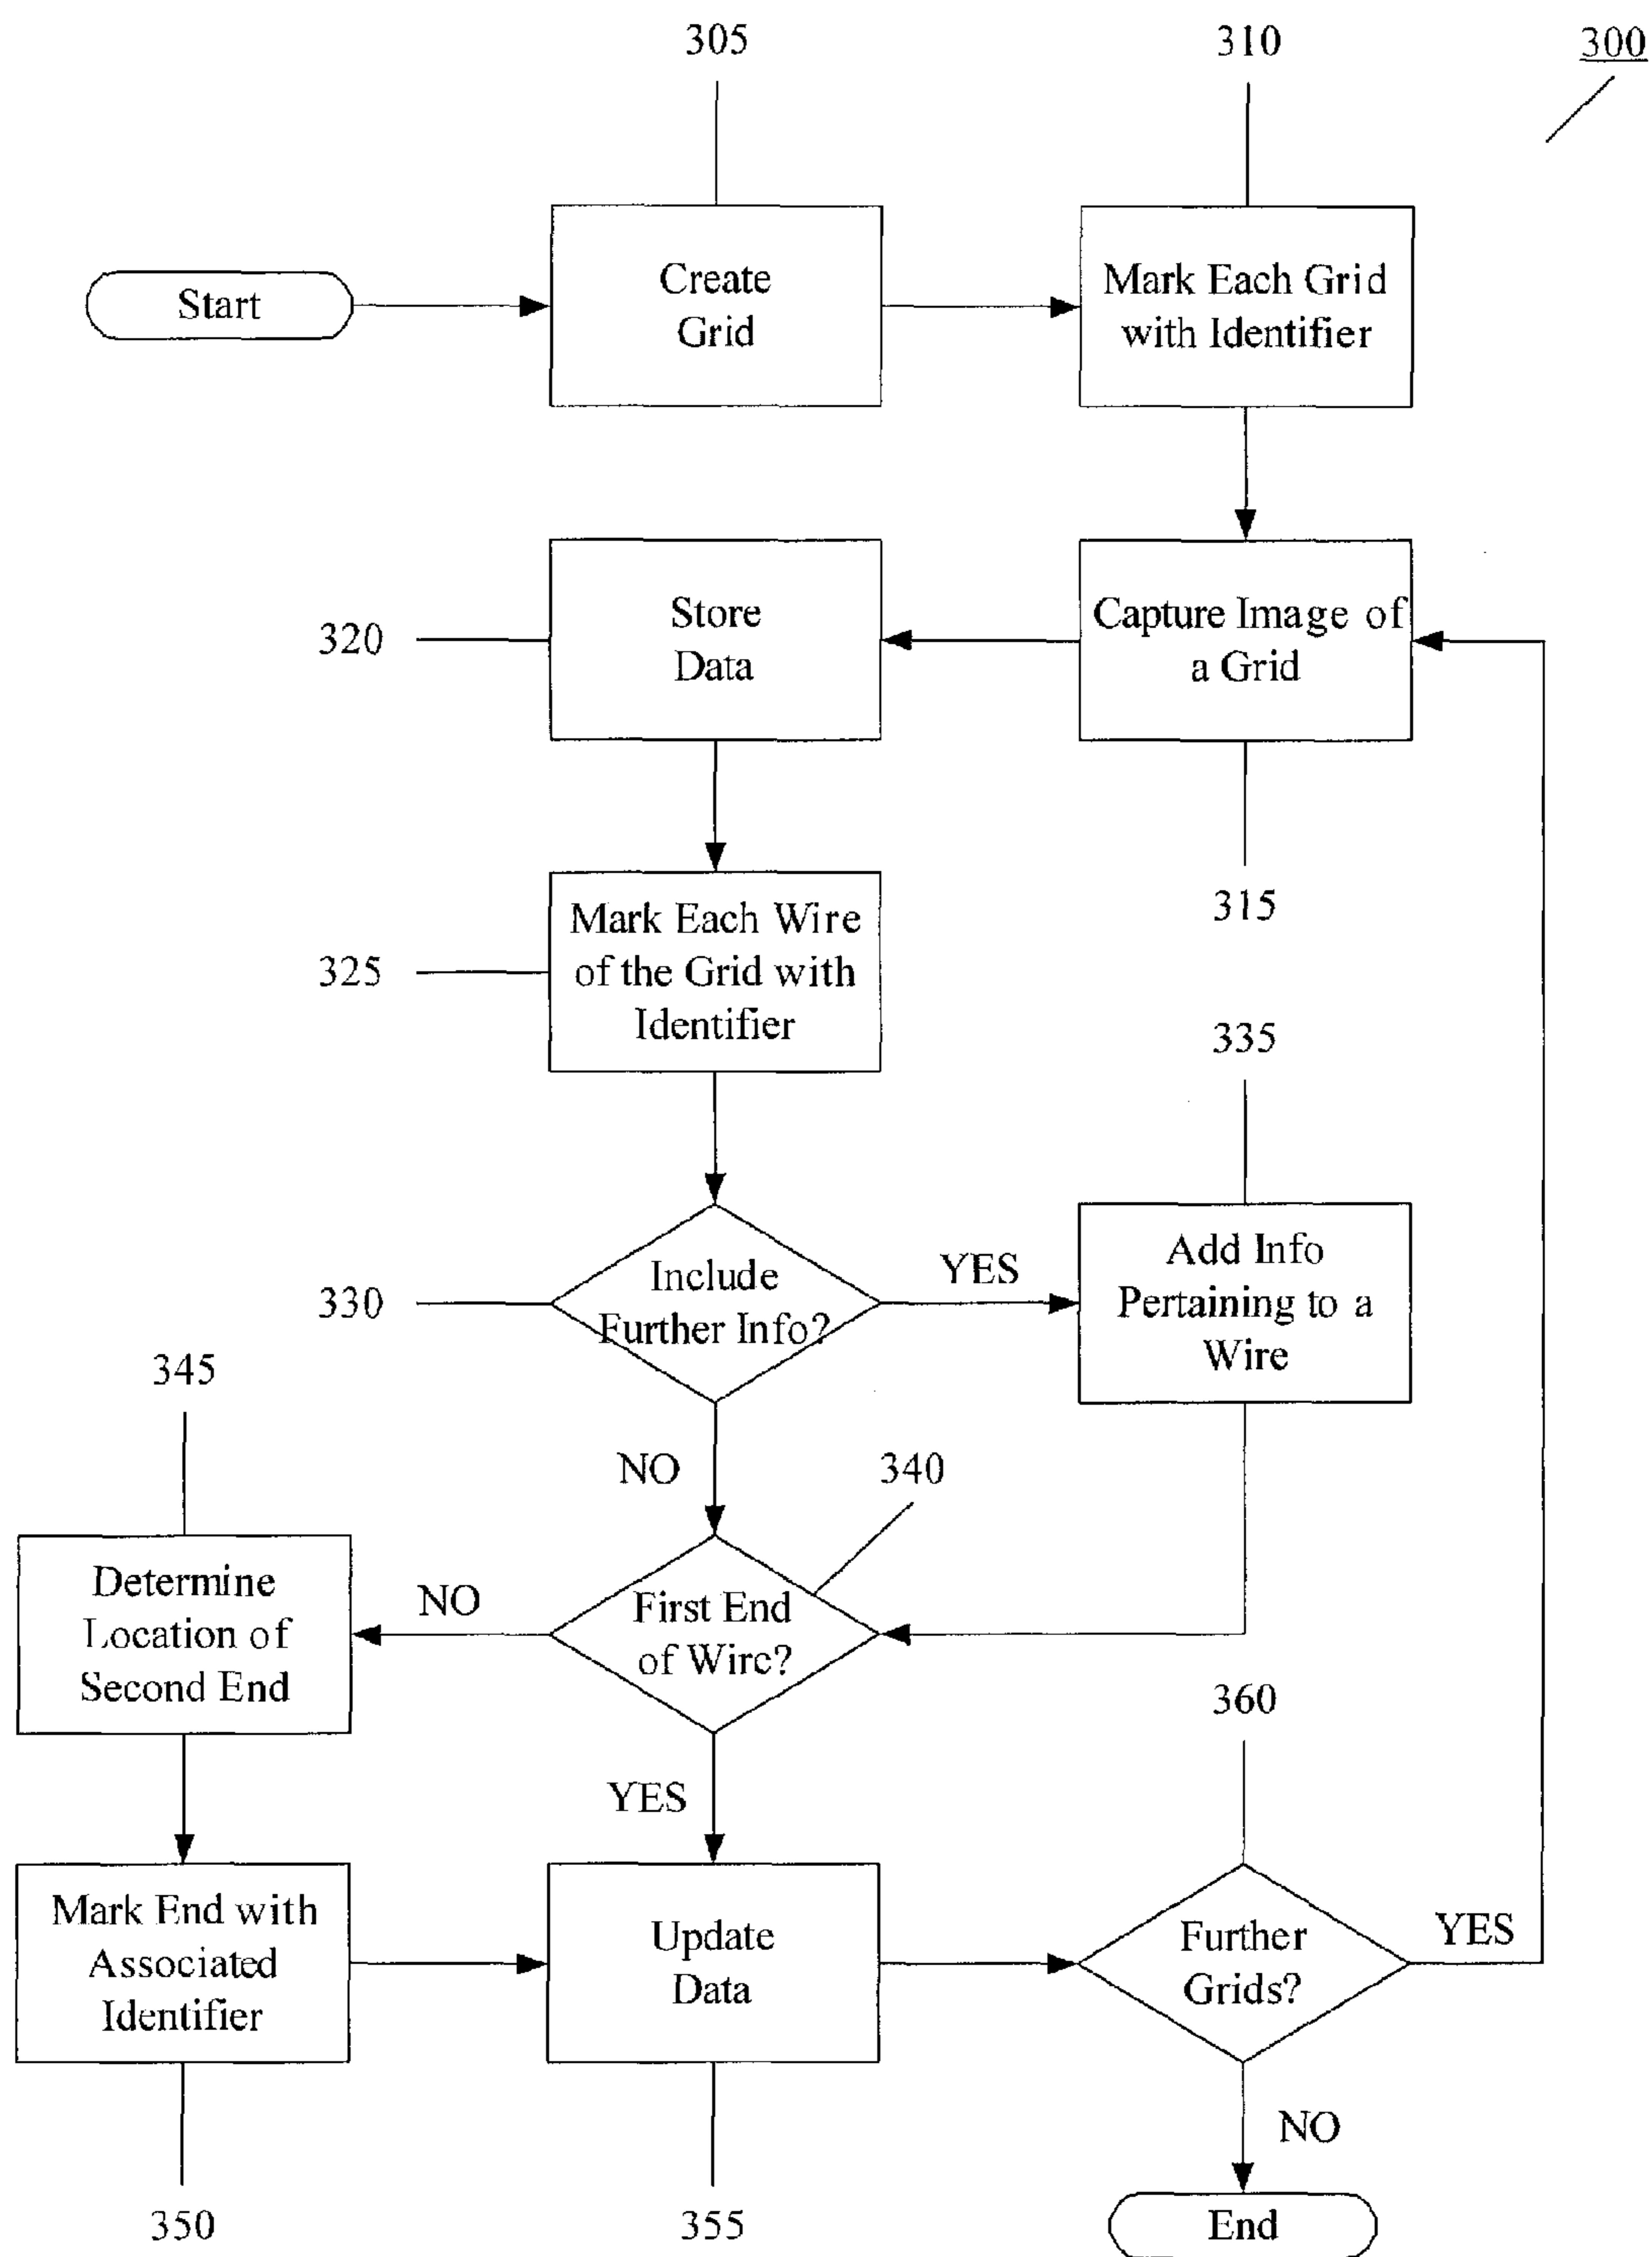 305
310
300
Start
Create
Grid
Mark Each Grid
with Identifier
320
Store
Data
Capture Image of
a Grid
315
325
Mark Each Wire
of the Grid with
Identifier
335
330
Include
Further Info?
YES
Add Info
Pertaining to a
Wire
345
NO
340
Determine
Location of
Second End
NO
First End
of Wire?
360
YES
Mark End with
Associated
Identifier
Update
Data
Further
Grids?
YES
NO
350
355
End